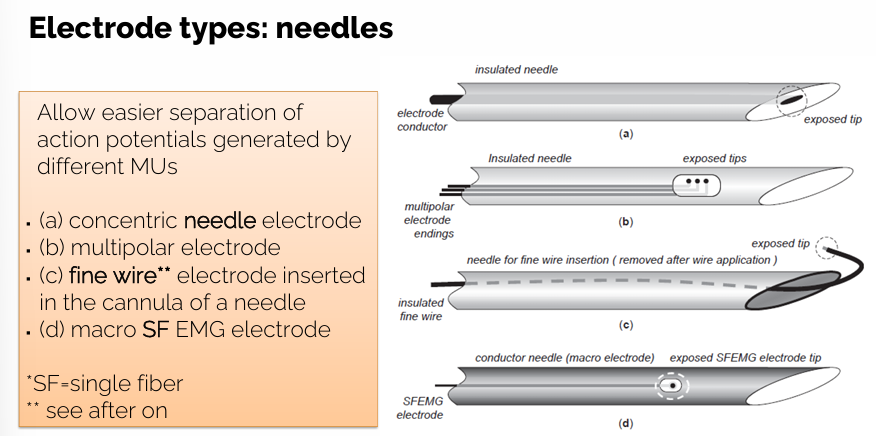 Electrode types: needles
Allow easier separation of
action potentials generated by
different MUs
▪ (a) concentric needle electrode
▪ (b) multipolar electrode
▪ (c) fine wire** electrode inserted
in the cannula of a needle
▪ (d) macro SF EMG electrode
*SF=single fiber
** see after on
insulated needle
electrode
conductor
exposed tip
(a)
Insulated needle
exposed tips
multipolar
electrode
endings
(b)
exposed tip
needle for fine wire insertion ( removed after wire application )
insulated
fine wire
(c)
conductor needle (macro electrode)
exposed SFEMG electrode tip
SFEMG
electrode
(d)